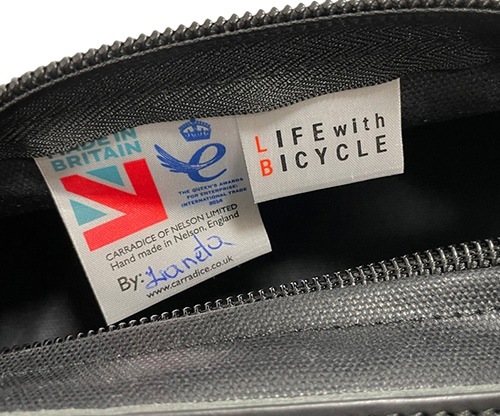 MADE IN
BRITAIN
THE QUEEN'S AWARDS
FOR ENTERPRISE:
INTERNATIONAL TRADE
2014
CARRADICE OF NELSON LIMITED
Hand made in Nelson, England
By:
www.carradice.co.uk
LIFE with
BICYCLE